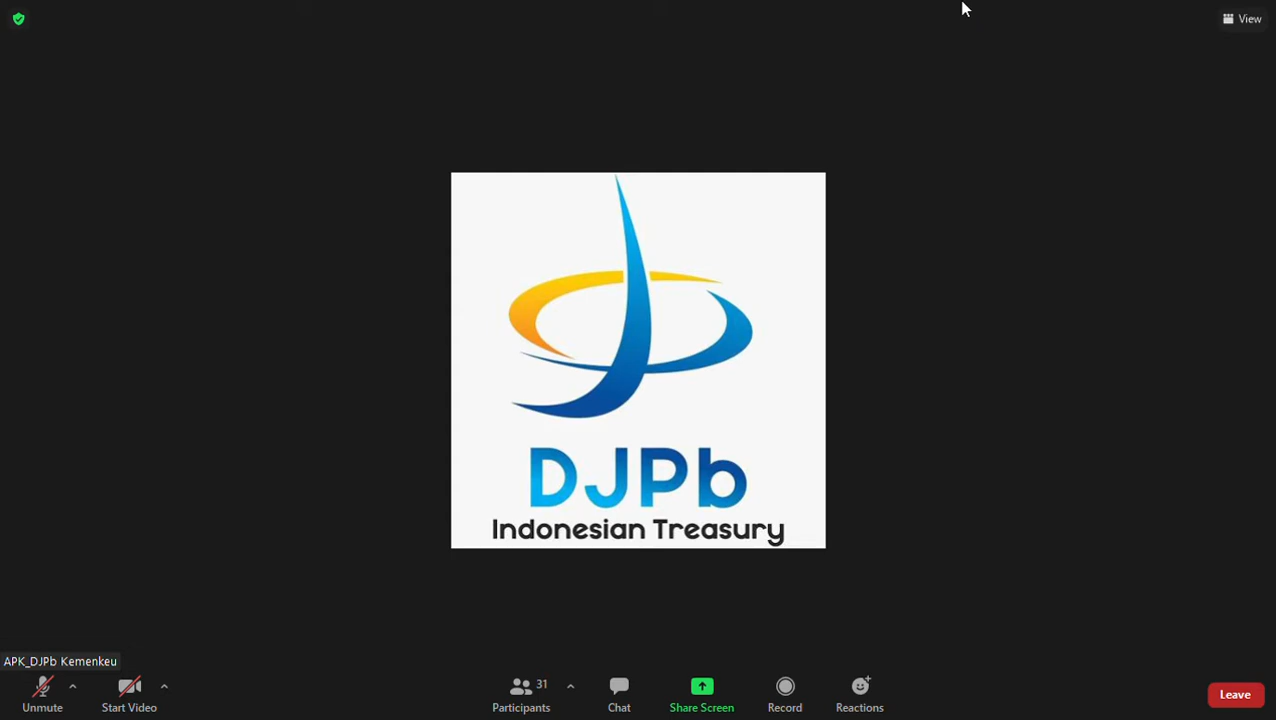 View
DJPb
Indonesian Treasury
APK_DJPb Kemenkeu
31
Unmute
Start Video
Participants
Chat
Share Screen
Record
Reactions
Leave